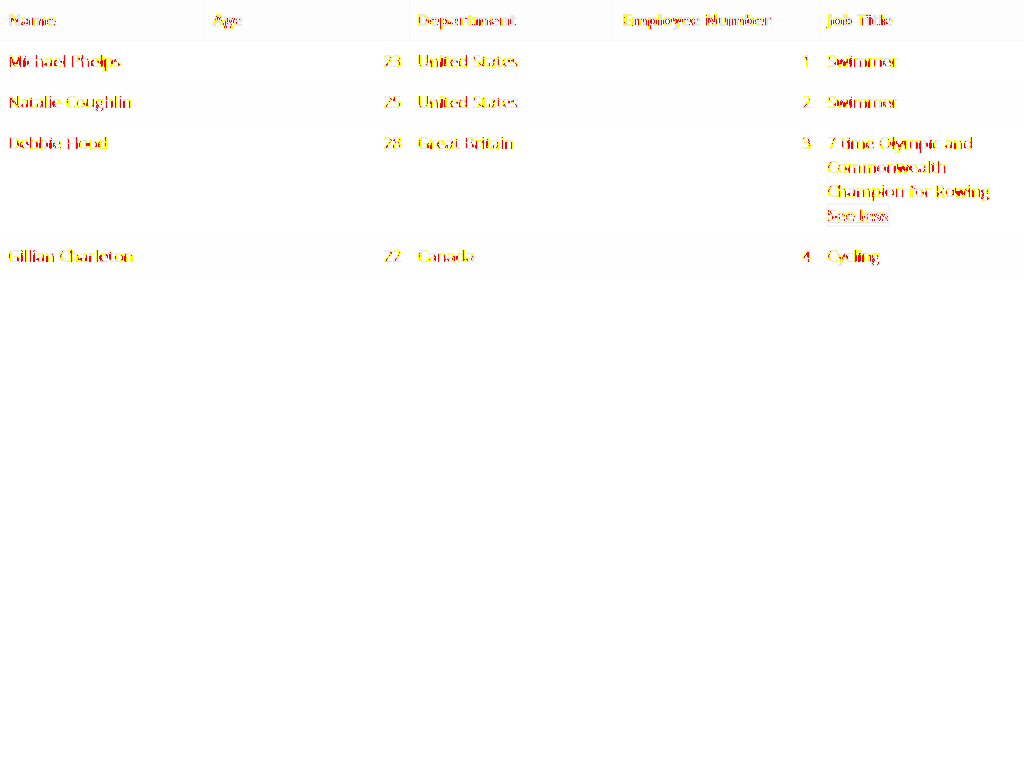 Name Age Department Employee Number Job Title
Michael Phelps 23 United States 1 Swimmer
Natalie Coughlin 25 United States 2 Swimmer
Debbie Flood 28 Great Britain 3 7 time Olympic and
Commonwealth
Champion for Rowing
See less
Gillian Charleton 22 Canada 4 Cycling